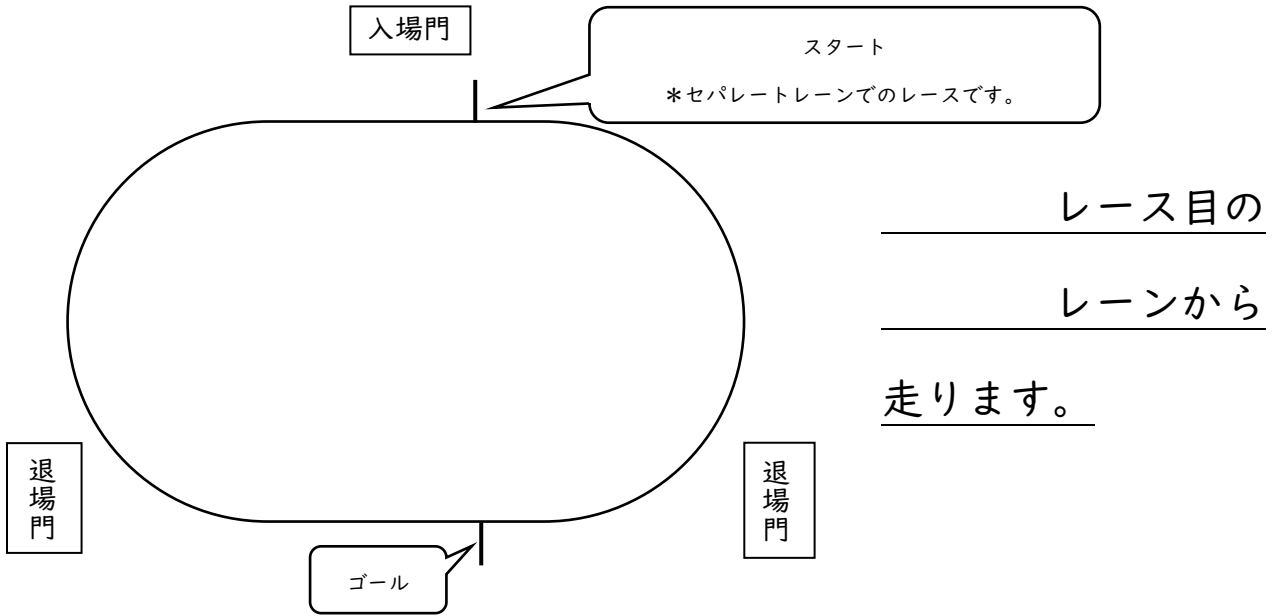 入場門
スタート
＊セパレートレーンでのレースです。
レース目の
レーンから
走ります。
退場門
退場門
ゴール